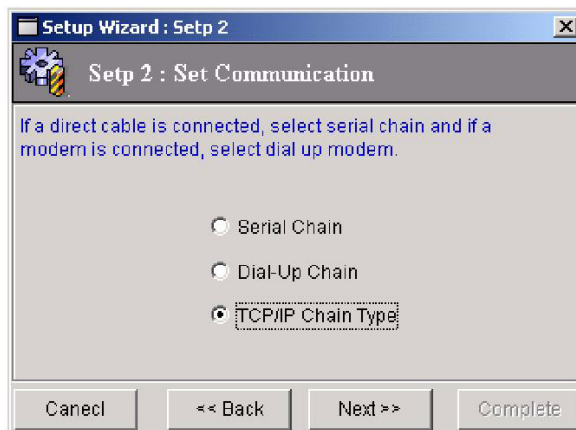 Setup Wizard : Setp 2
Setp 2 : Set Communication
If a direct cable is connected, select serial chain and if a
modem is connected, select dial up modem.
Serial Chain
Dial-Up Chain
TCP/IP Chain Type
Canecl
<< Back
Next >>
Complete